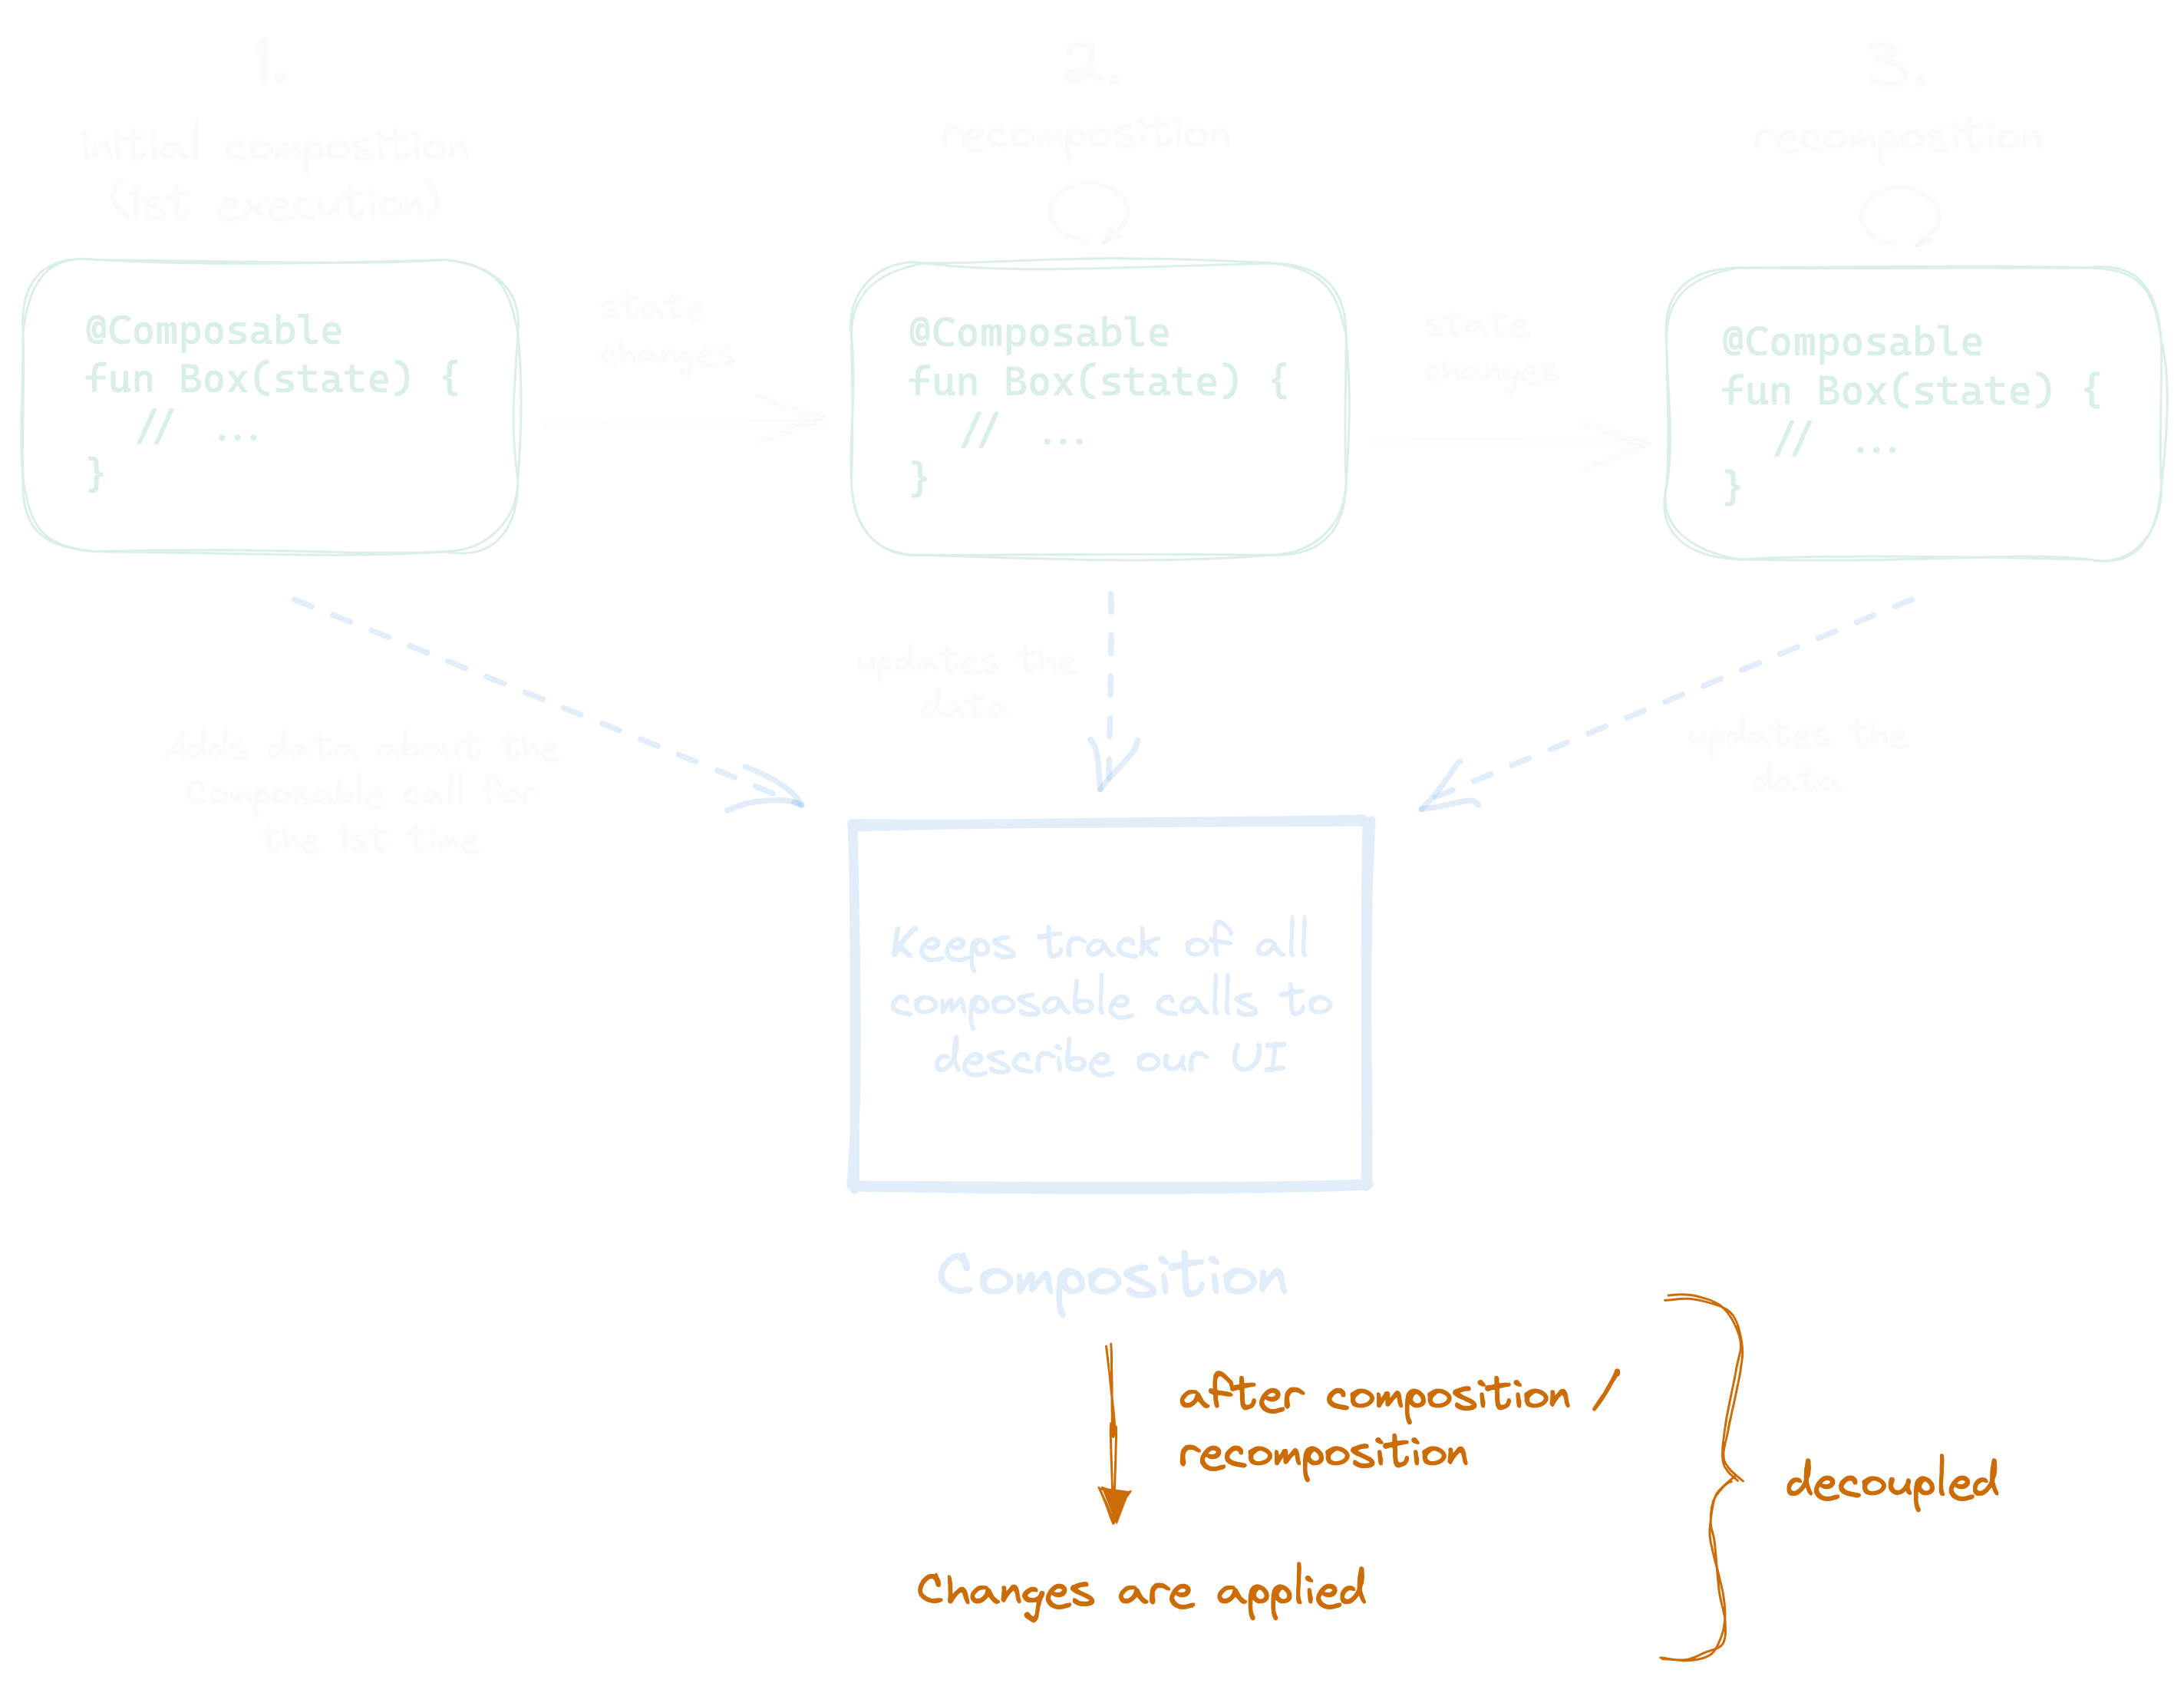 1.
initial composition
(1st execution)
@Composable
fun Box(state) {
// ...
}
state
changes
2.
recomposition
@Composable
fun Box(state) {
// ...
}
state
changes
3.
recomposition
@Composable
fun Box(state) {
// ...
}
Adds data about the
Composable call for
the 1st time
updates the
data
updates the
data
Keeps track of all
composable calls to
describe our UI
Composition
after composition /
recomposition
decoupled
Changes are applied